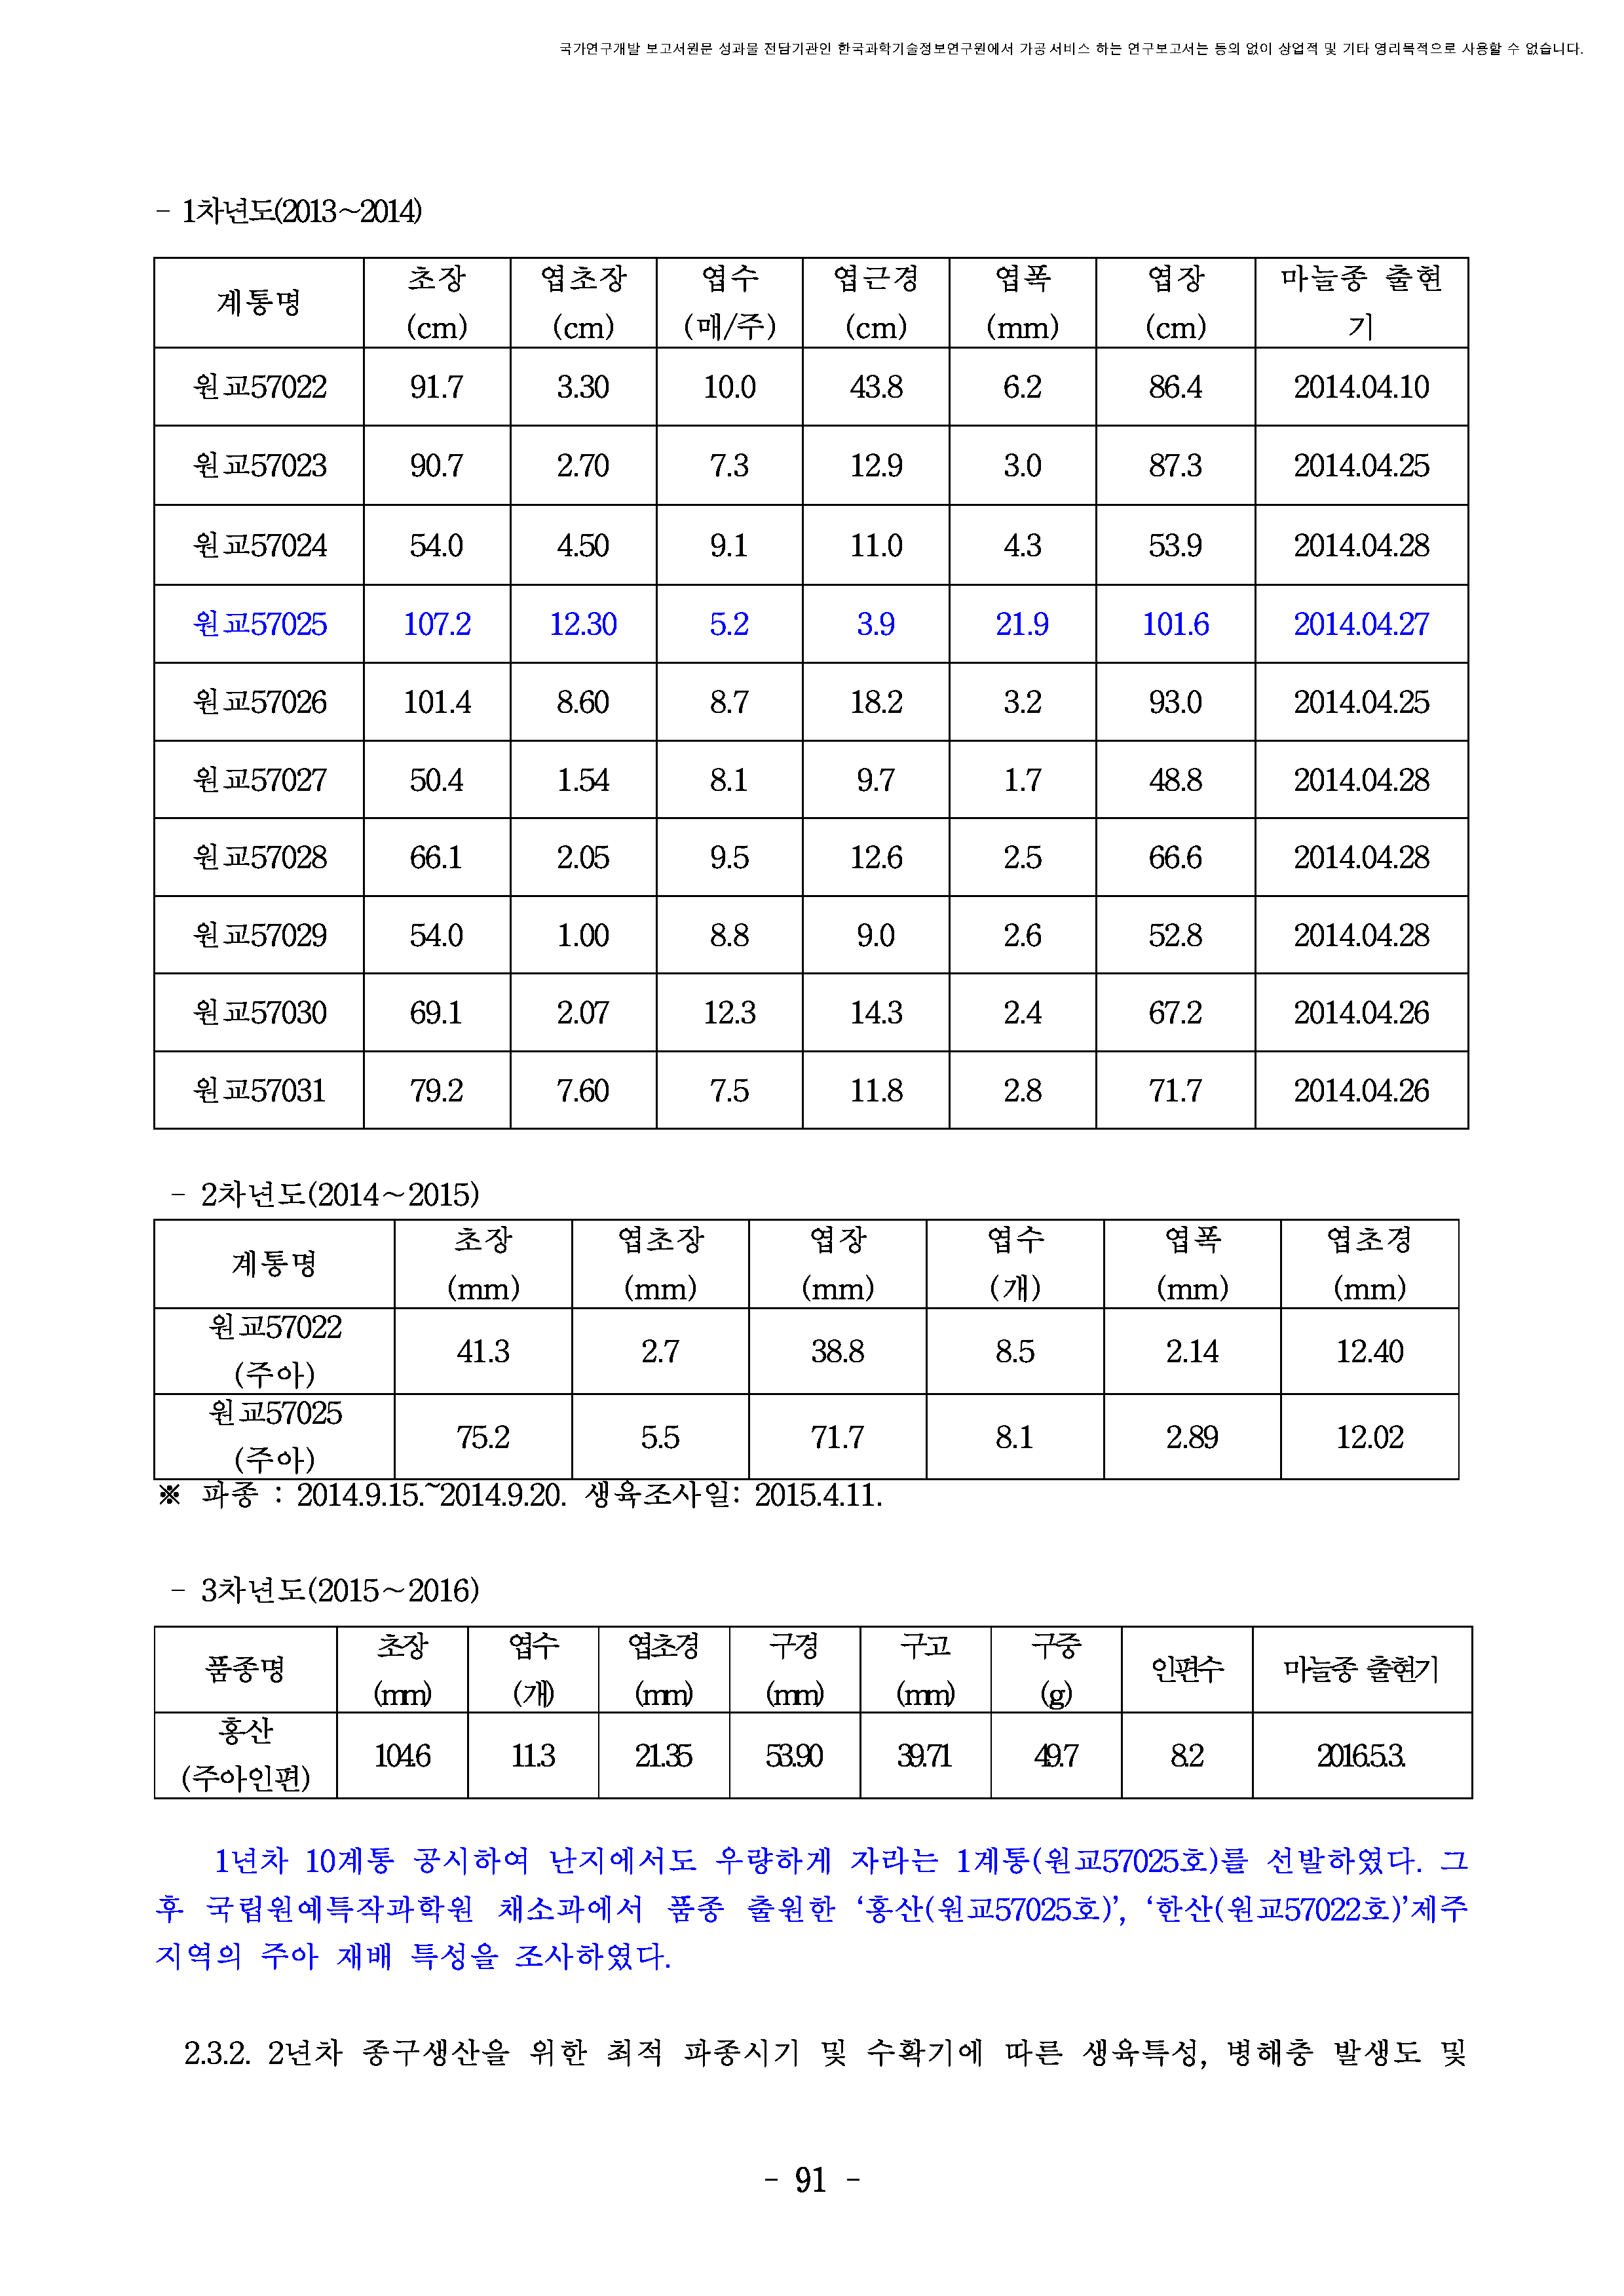 국가연구개발 보고서원문 성과물 전담기관인 한국과학기술정보연구원에서 가공·서비스 하는 연구보고서는 동의 없이 상업적 및 기타 영리목적으로 사용할 수 없습니다.
- 1차년도(2013~2014)
계통명 초장 (cm) 엽초장 (cm) 엽수 (매/주) 엽근경 (cm) 엽폭 (mm) 엽장 (cm) 마늘종 출현기
원교57022 91.7 3.30 10.0 43.8 6.2 86.4 2014.04.10
원교57023 90.7 2.70 7.3 12.9 3.0 87.3 2014.04.25
원교57024 54.0 4.50 9.1 11.0 4.3 53.9 2014.04.28
원교57025 107.2 12.30 5.2 3.9 21.9 101.6 2014.04.27
원교57026 101.4 8.60 8.7 18.2 3.2 93.0 2014.04.25
원교57027 50.4 1.54 8.1 9.7 1.7 48.8 2014.04.28
원교57028 66.1 2.05 9.5 12.6 2.5 66.6 2014.04.28
원교57029 54.0 1.00 8.8 9.0 2.6 52.8 2014.04.28
원교57030 69.1 2.07 12.3 14.3 2.4 67.2 2014.04.26
원교57031 79.2 7.60 7.5 11.8 2.8 71.7 2014.04.26
- 2차년도(2014~2015)
계통명 초장 (mm) 엽초장 (mm) 엽장 (mm) 엽수 (개) 엽폭 (mm) 엽초경 (mm)
원교57022 (주아) 41.3 2.7 38.8 8.5 2.14 12.40
원교57025 (주아) 75.2 5.5 71.7 8.1 2.89 12.02
※ 파종 : 2014.9.15.~2014.9.20. 생육조사일: 2015.4.11.
- 3차년도(2015~2016)
품종명 초장 (mm) 엽수 (개) 엽초경 (mm) 구경 (mm) 구고 (mm) 구중 (g) 인편수 마늘종 출현기
홍산 (주아인편) 104.6 11.3 21.35 53.90 39.71 49.7 8.2 2016.5.3.
1년차 10계통 공시하여 난지에서도 우량하게 자라는 1계통(원교57025호)를 선발하였다. 그
후 국립원예특작과학원 채소과에서 품종 출원한 ‘홍산(원교57025호)’, ‘한산(원교57022호)’제주
지역의 주아 재배 특성을 조사하였다.
2.3.2. 2년차 종구생산을 위한 최적 파종시기 및 수확기에 따른 생육특성, 병해충 발생도 및
- 91 -